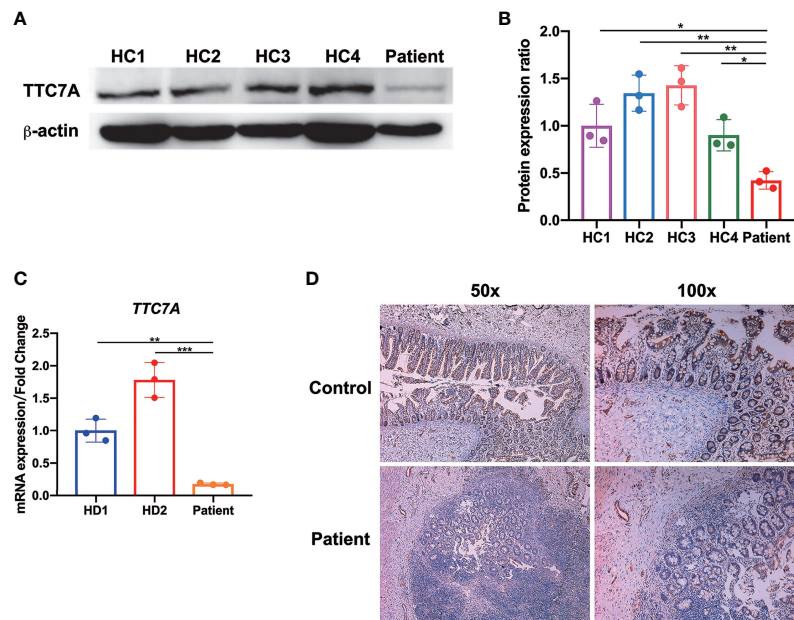 A
HC1 HC2 HC3 HC4 Patient
TTC7A
β-actin
B
*
**
**
*
Protein expression ratio
2.0
1.5
1.0
0.5
0.0
HC1 HC2 HC3 HC4 Patient
C
TTC7A
**
***
mRNA expression/Fold Change
2.5
2.0
1.5
1.0
0.5
0.0
HD1 HD2 Patient
D
50x 100x
Control
Patient